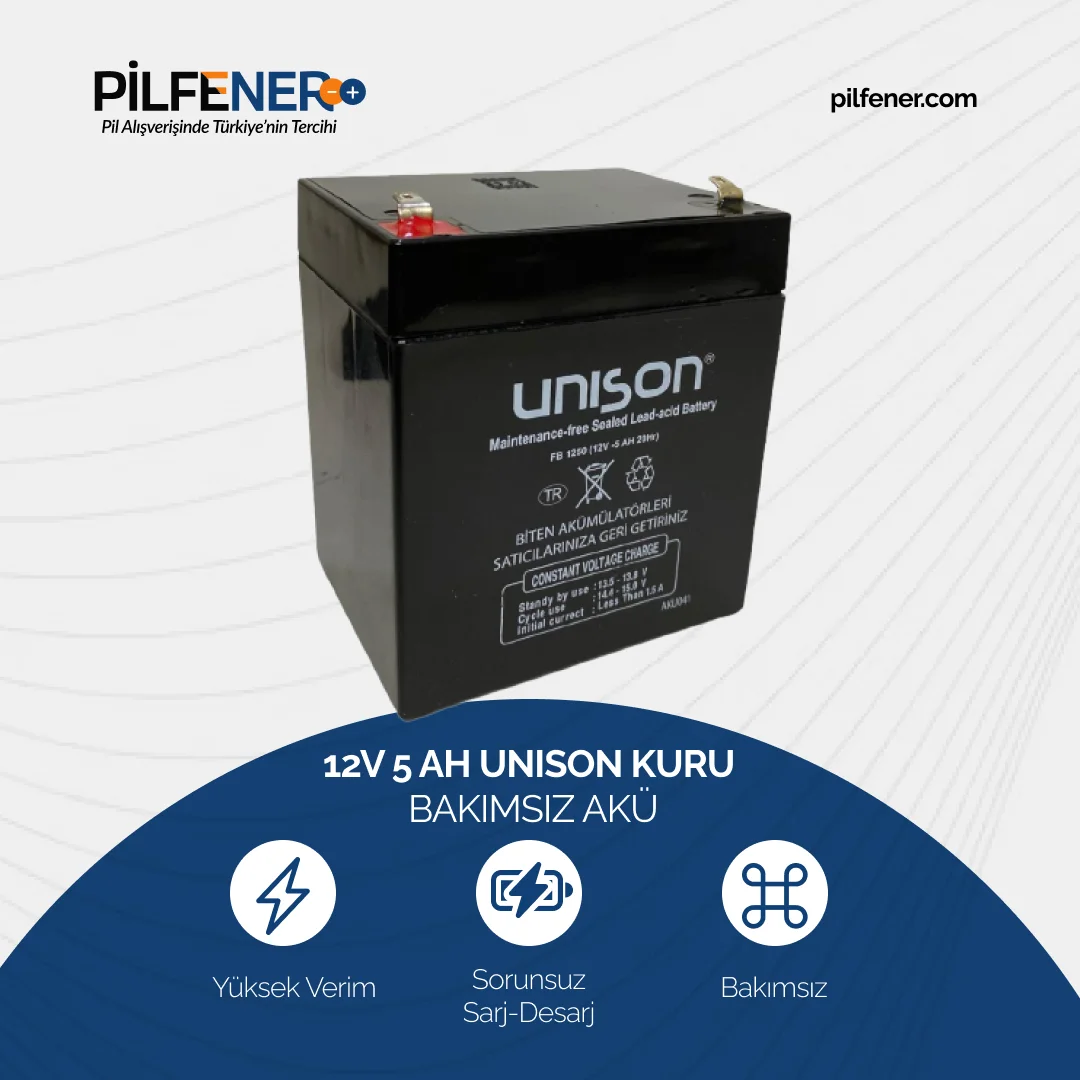 PİLFENER
Pil Alışverişinde Türkiye'nin Tercihi
pilfener.com
unison®
Maintenance-free Sealed Lead-acid Battery
FB 1250 (12V -5 AH 20Hr)
TR
BİTEN AKÜMÜLATÖRLERİ
SATICILARINIZA GERİ GETİRİNİZ
CONSTANT VOLTAGE CHARGE
Standy by use : 13.5 - 13.8 V
Cycle use : 14.4 - 15.0 V
Initial currect : Less Than 1.5 A
AKU041
12V 5 AH UNISON KURU
BAKIMSIZ AKÜ
Yüksek Verim
Sorunsuz
Sarj-Desarj
Bakımsız